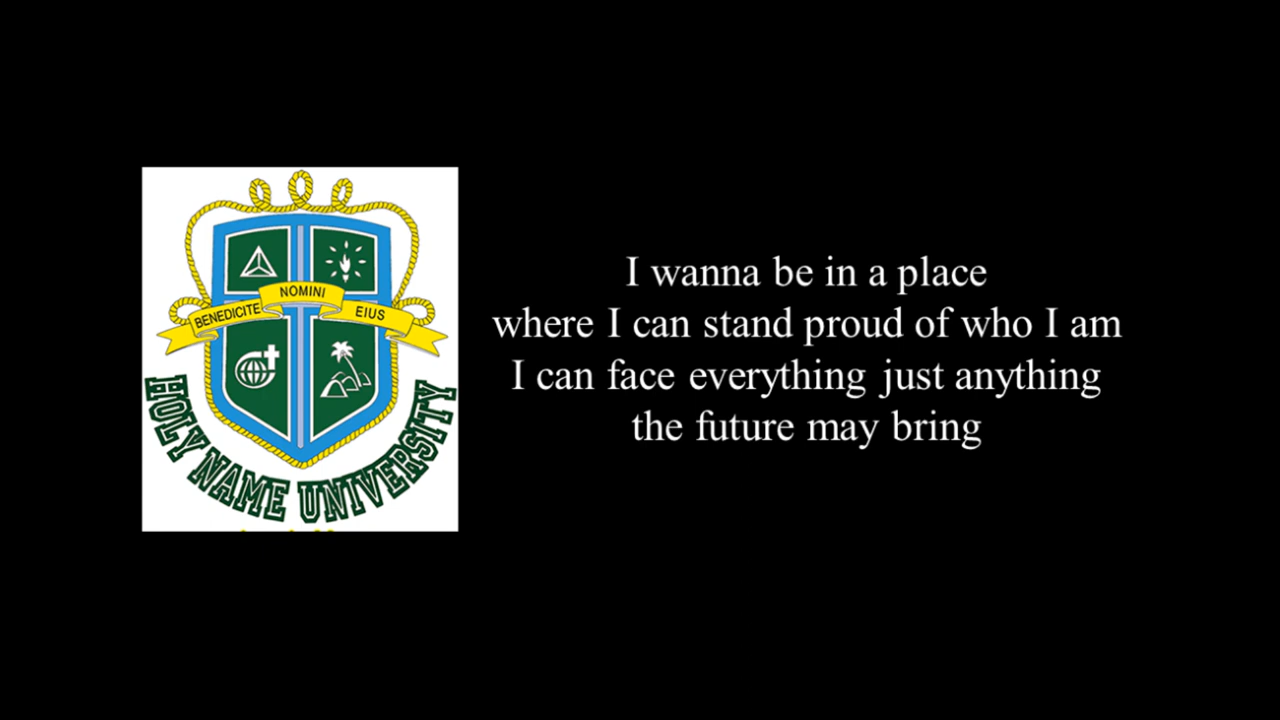 BENEDICITE NOMINI EIUS
HOLY NAME UNIVERSITY
I wanna be in a place
where I can stand proud of who I am
I can face everything just anything
the future may bring